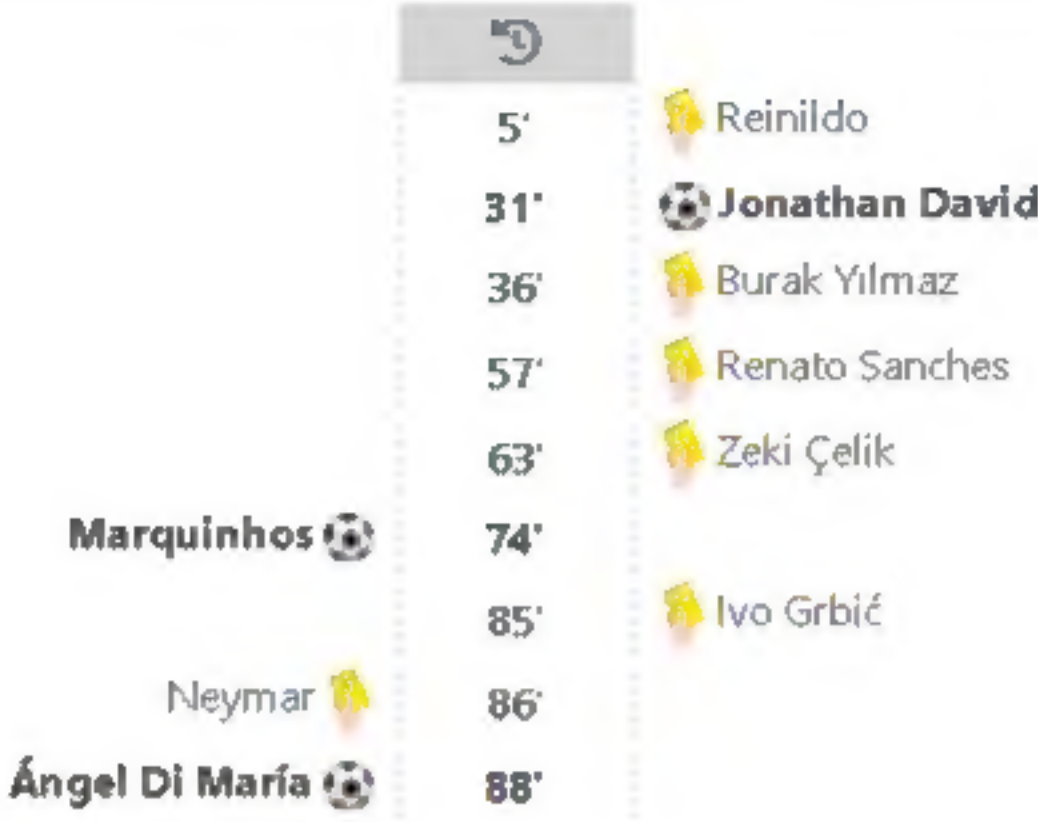 5' Reinildo
31' Jonathan David
36' Burak Yılmaz
57' Renato Sanches
63' Zeki Çelik
Marquinhos 74'
85' Ivo Grbić
Neymar 86'
Ángel Di María 88'